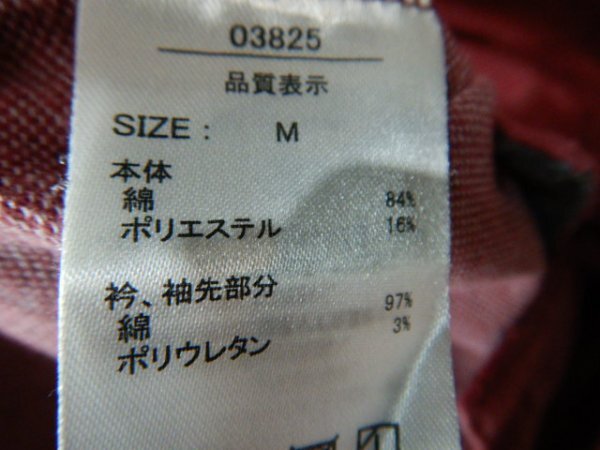 03825
品質表示
SIZE : M
本体
綿 84%
ポリエステル 16%
衿、袖先部分
綿 97%
ポリウレタン 3%